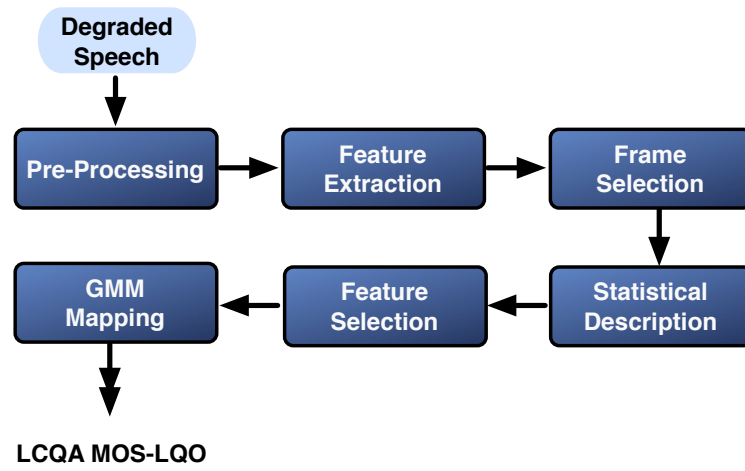 Degraded
Speech
Pre-Processing
Feature
Extraction
Frame
Selection
Statistical
Description
Feature
Selection
GMM
Mapping
LCQA MOS-LQO